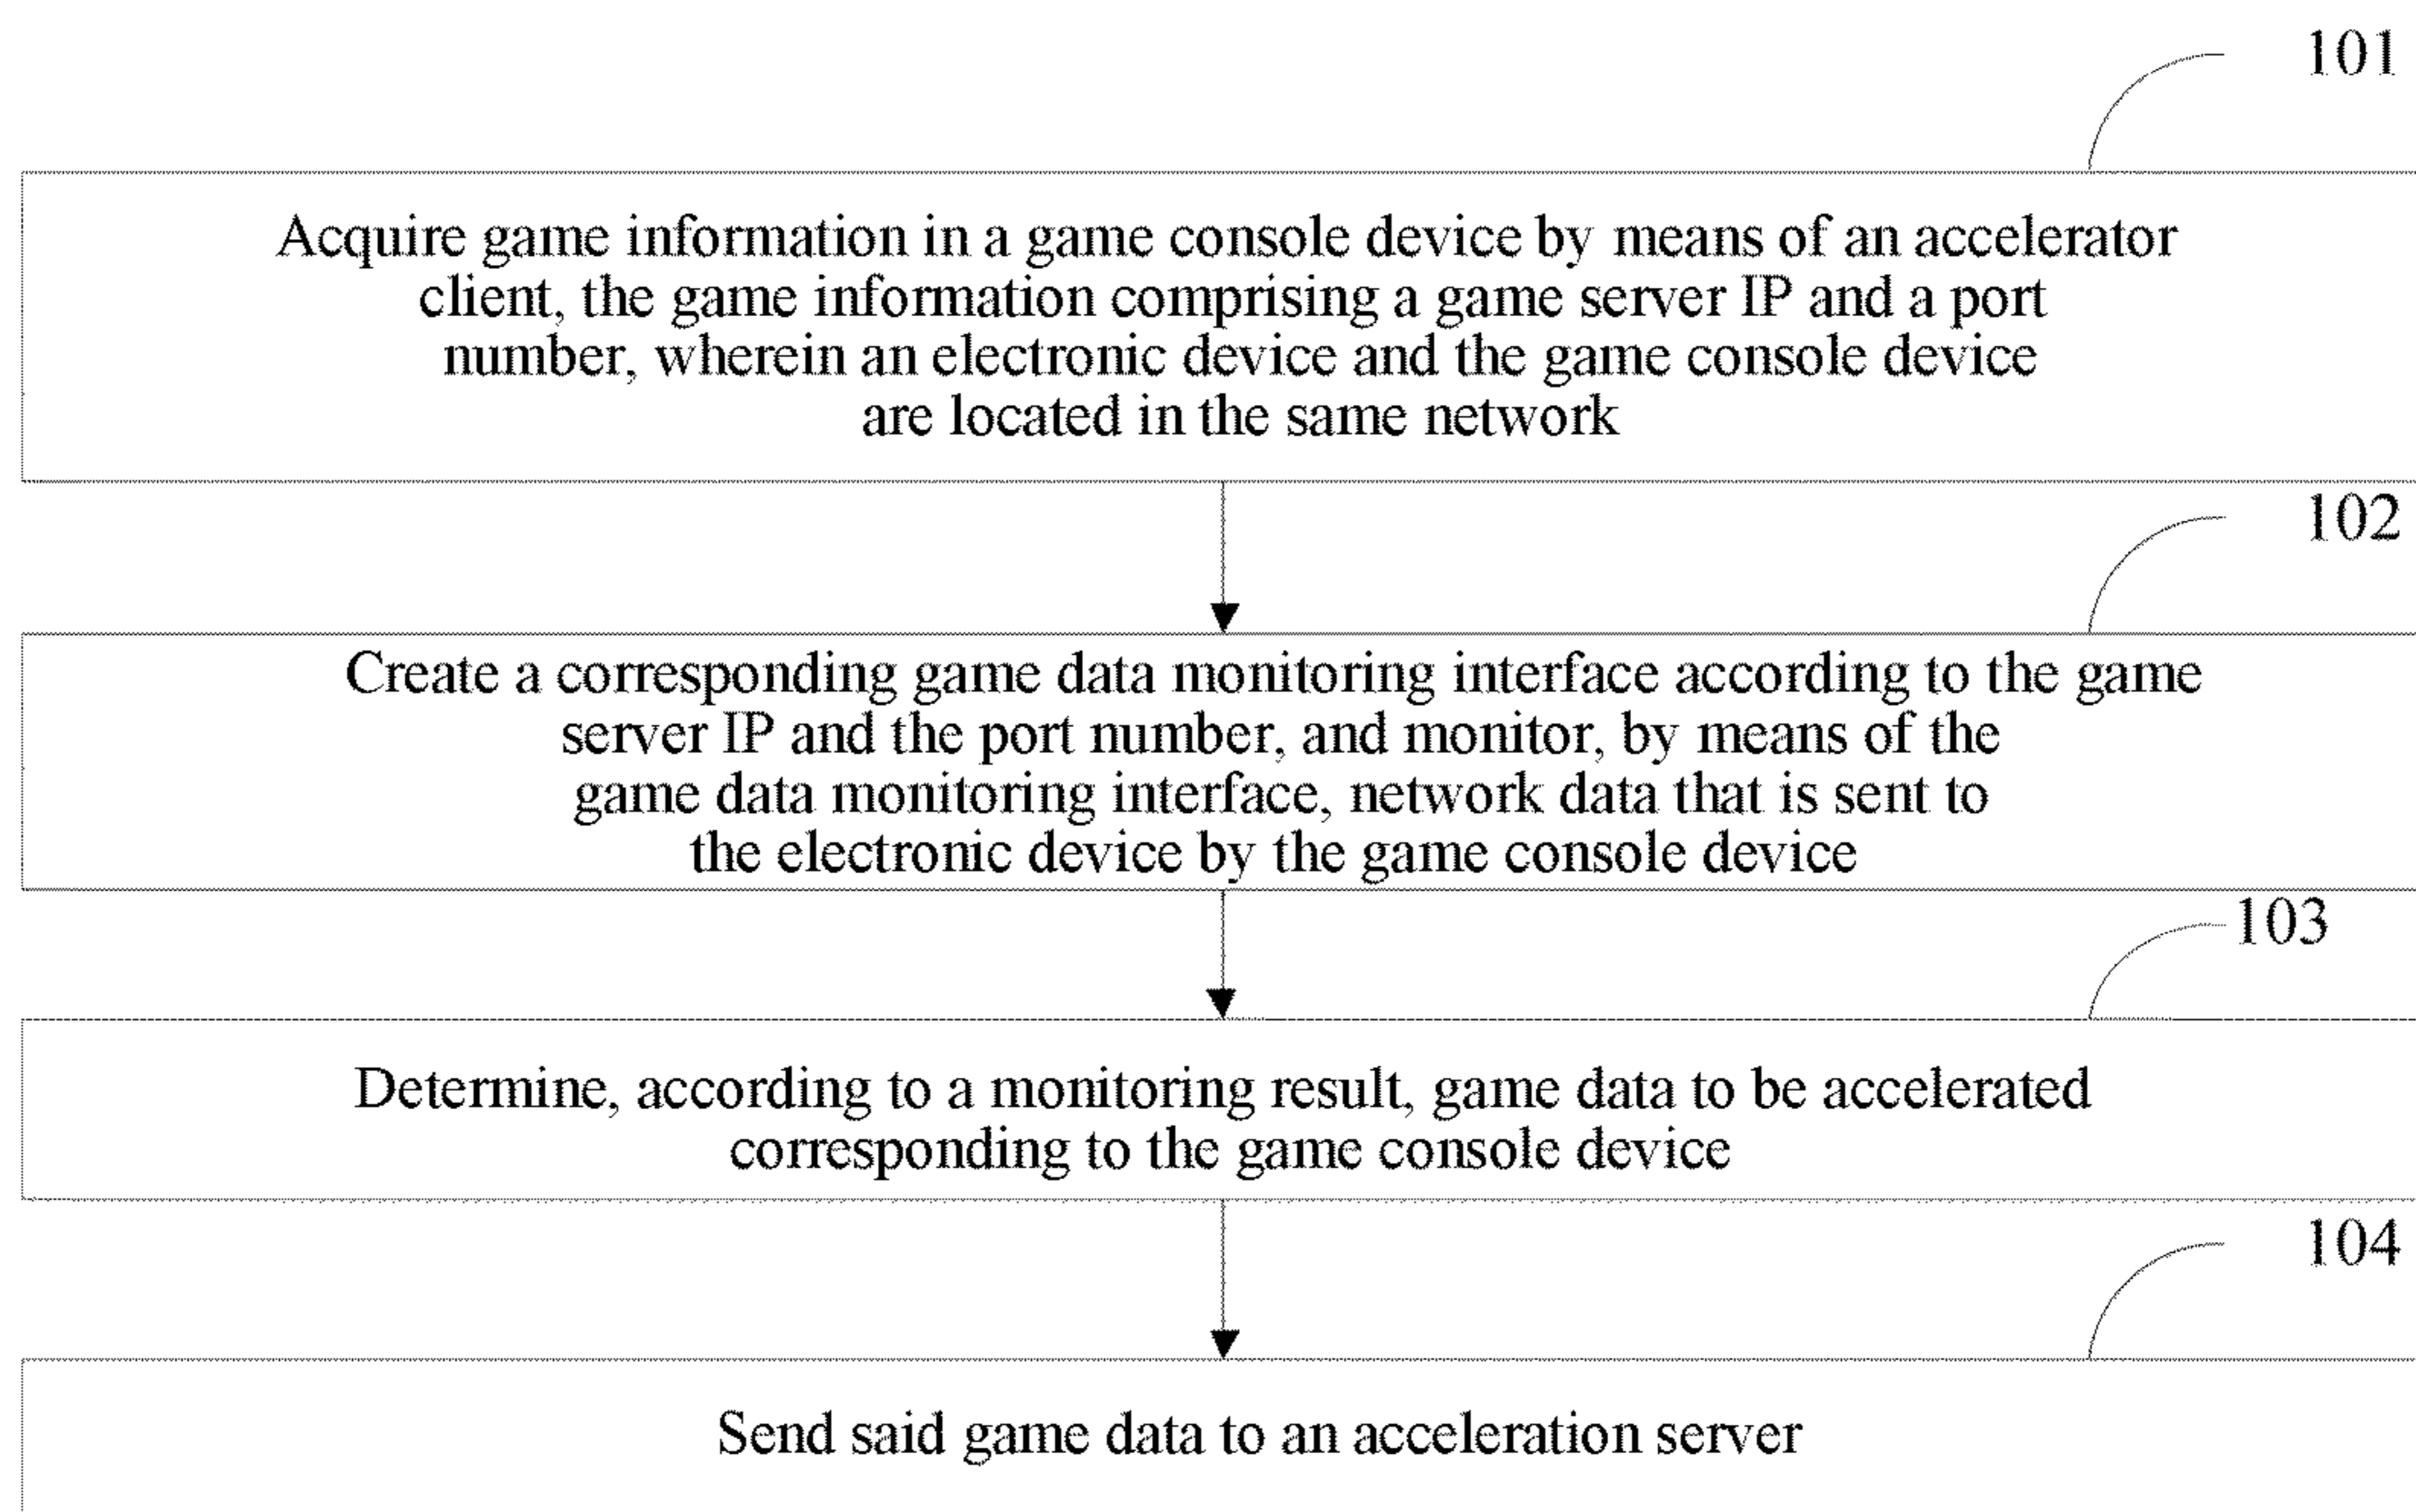 101
Acquire game information in a game console device by means of an accelerator
client, the game information comprising a game server IP and a port
number, wherein an electronic device and the game console device
are located in the same network
102
Create a corresponding game data monitoring interface according to the game
server IP and the port number, and monitor, by means of the
game data monitoring interface, network data that is sent to
the electronic device by the game console device
103
Determine, according to a monitoring result, game data to be accelerated
corresponding to the game console device
104
Send said game data to an acceleration server